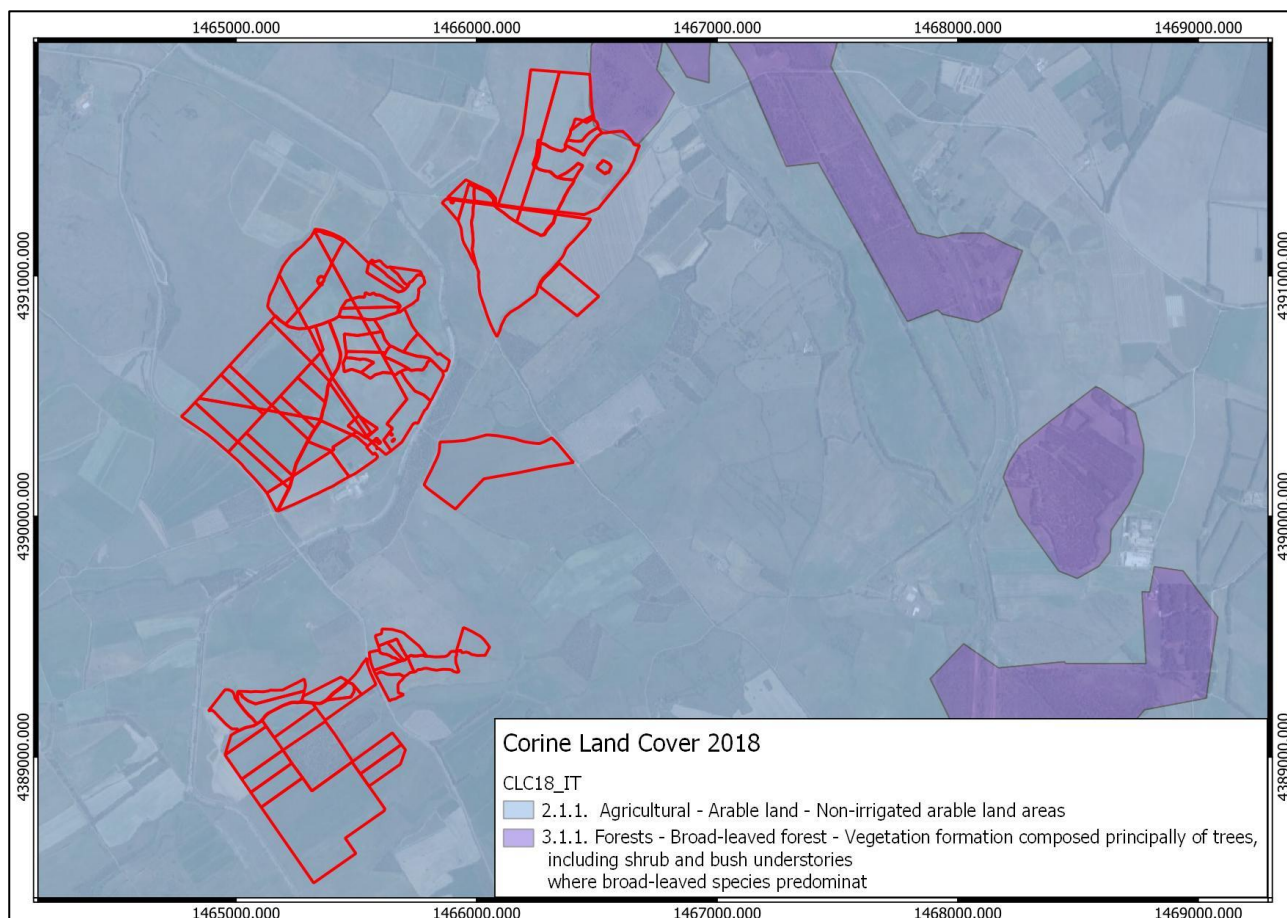 1465000.000 1466000.000 1467000.000 1468000.000 1469000.000
4391000.000 4391000.000
4390000.000 4390000.000
4389000.000 4389000.000
Corine Land Cover 2018
CLC18_IT
2.1.1. Agricultural - Arable land - Non-irrigated arable land areas
3.1.1. Forests - Broad-leaved forest - Vegetation formation composed principally of trees,
including shrub and bush understories
where broad-leaved species predominat
1465000.000 1466000.000 1467000.000 1468000.000 1469000.000